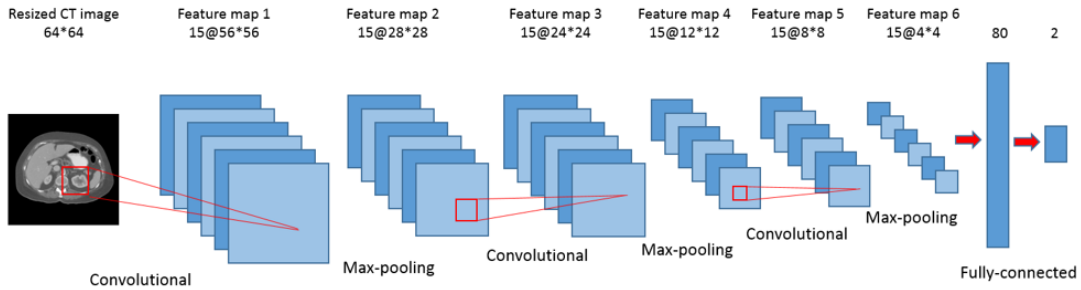 Resized CT image
64*64
Feature map 1
15@56*56
Feature map 2
15@28*28
Feature map 3
15@24*24
Feature map 4
15@12*12
Feature map 5
15@8*8
Feature map 6
15@4*4
80
2
Convolutional
Max-pooling
Convolutional
Max-pooling
Convolutional
Max-pooling
Fully-connected